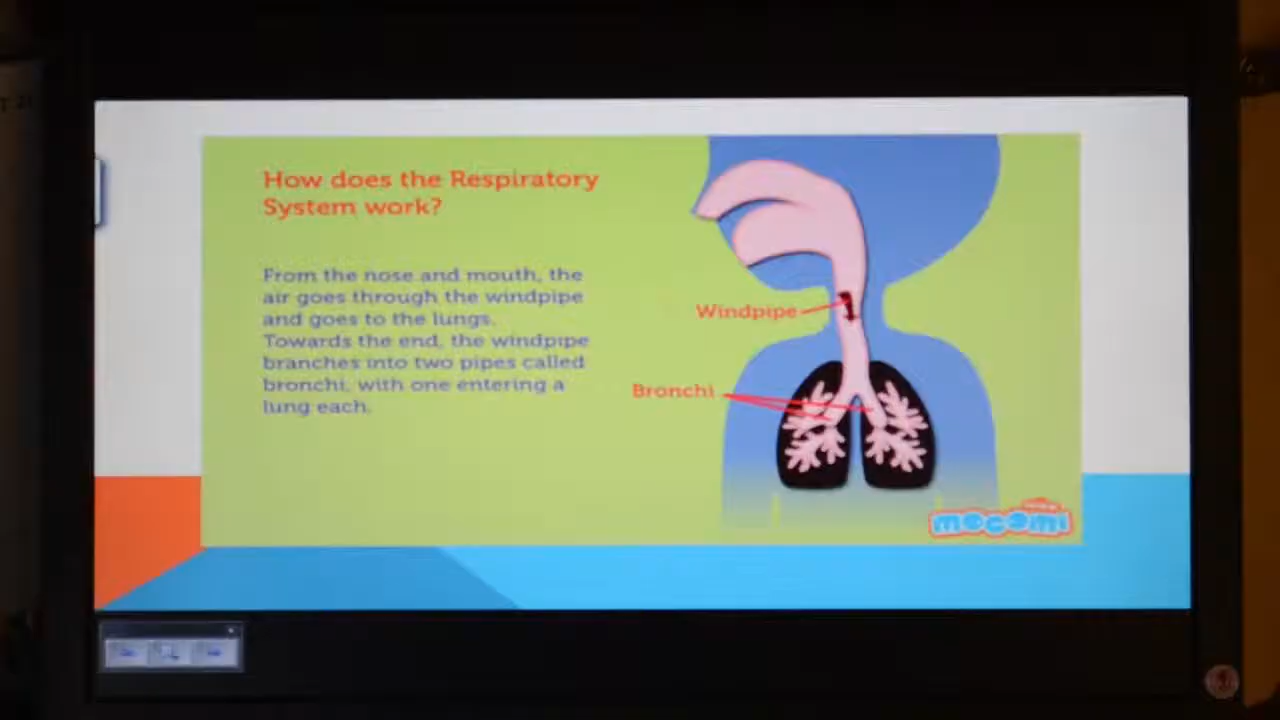 How does the Respiratory
System work?
From the nose and mouth, the
air goes through the windpipe
and goes to the lungs.
Towards the end, the windpipe
branches into two pipes called
bronchi, with one entering a
lung each.
Windpipe
Bronchi
mocomi